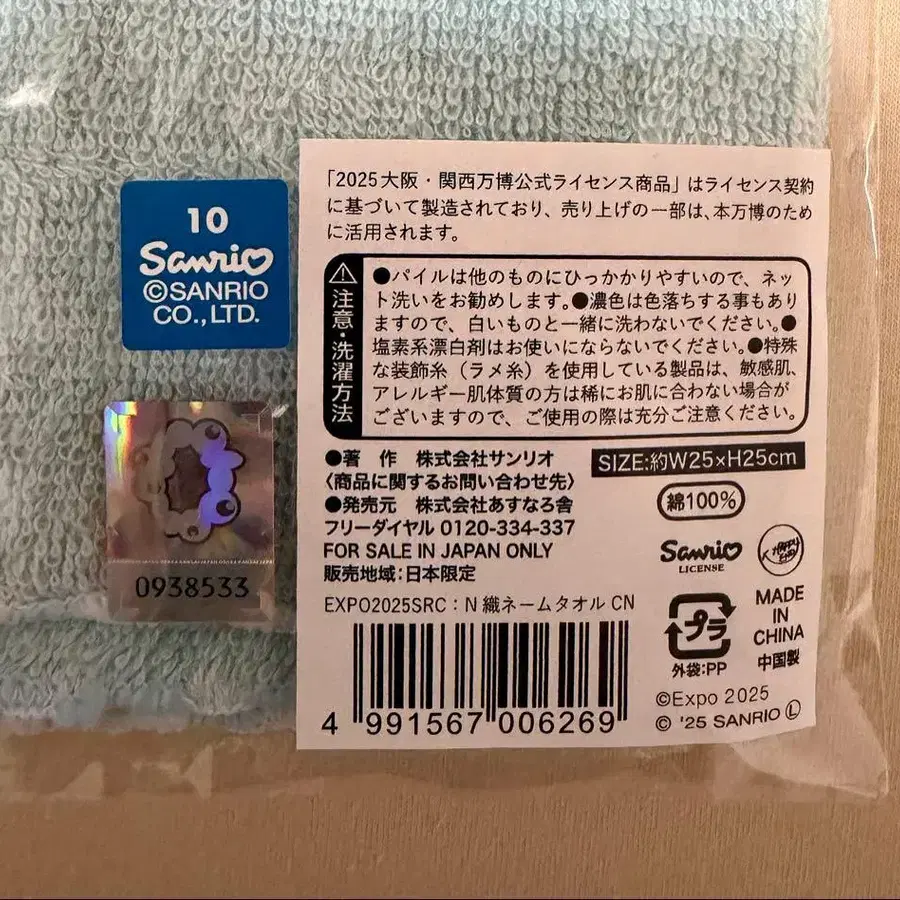 10
Sanrio
©SANRIO
CO.,LTD.
0938533
「2025大阪・関西万博公式ライセンス商品」はライセンス契約
に基づいて製造されており、売り上げの一部は、本万博のため
に活用されます。
注意・洗濯方法
●パイルは他のものにひっかかりやすいので、ネッ
ト洗いをお勧めします。●濃色は色落ちする事もあり
ますので、白いものと一緒に洗わないでください。●
塩素系漂白剤はお使いにならないでください。●特殊
な装飾糸（ラメ糸）を使用している製品は、敏感肌、
アレルギー肌体質の方は稀にお肌に合わない場合が
ございますので、ご使用の際は充分ご注意ください。
●著 作 株式会社サンリオ
〈商品に関するお問い合わせ先〉
●発売元 株式会社あすなろ舎
フリーダイヤル 0120-334-337
FOR SALE IN JAPAN ONLY
販売地域:日本限定
EXPO2025SRC：N 織ネームタオル CN
4 991567 006269
SIZE:約W25×H25cm
綿100%
Sanrio
LICENSE
HAPPY
END
プラ
外袋:PP
MADE
IN
CHINA
中国製
©Expo 2025
© '25 SANRIO Ⓛ